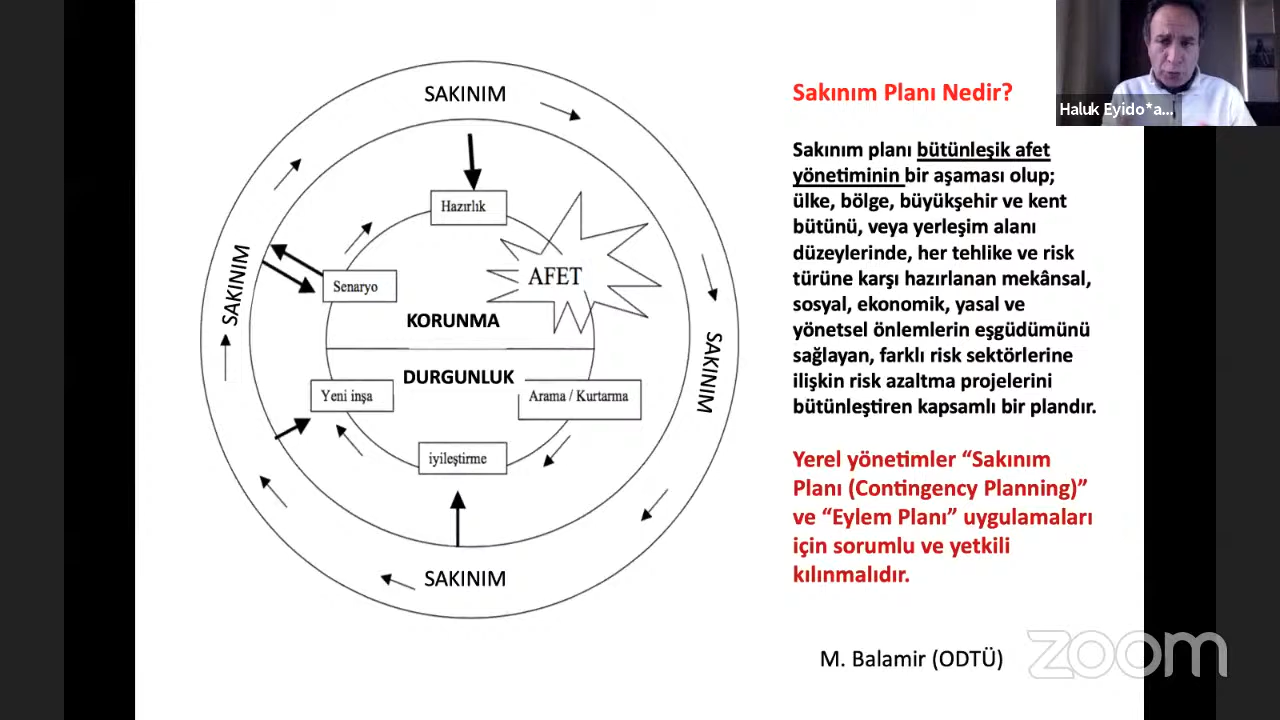 SAKINIM
Hazırlık
AFET
SAKINIM
Senaryo
KORUNMA
DURGUNLUK
SAKINIM
Yeni inşa
Arama / Kurtarma
iyileştirme
SAKINIM
Sakınım Planı Nedir?
Sakınım planı bütünleşik afet
yönetiminin bir aşaması olup;
ülke, bölge, büyükşehir ve kent
bütünü, veya yerleşim alanı
düzeylerinde, her tehlike ve risk
türüne karşı hazırlanan mekânsal,
sosyal, ekonomik, yasal ve
yönetsel önlemlerin eşgüdümünü
sağlayan, farklı risk sektörlerine
ilişkin risk azaltma projelerini
bütünleştiren kapsamlı bir plandır.
Yerel yönetimler “Sakınım
Planı (Contingency Planning)”
ve “Eylem Planı” uygulamaları
için sorumlu ve yetkili
kılınmalıdır.
M. Balamir (ODTÜ)
Haluk Eyido*a...
zoom